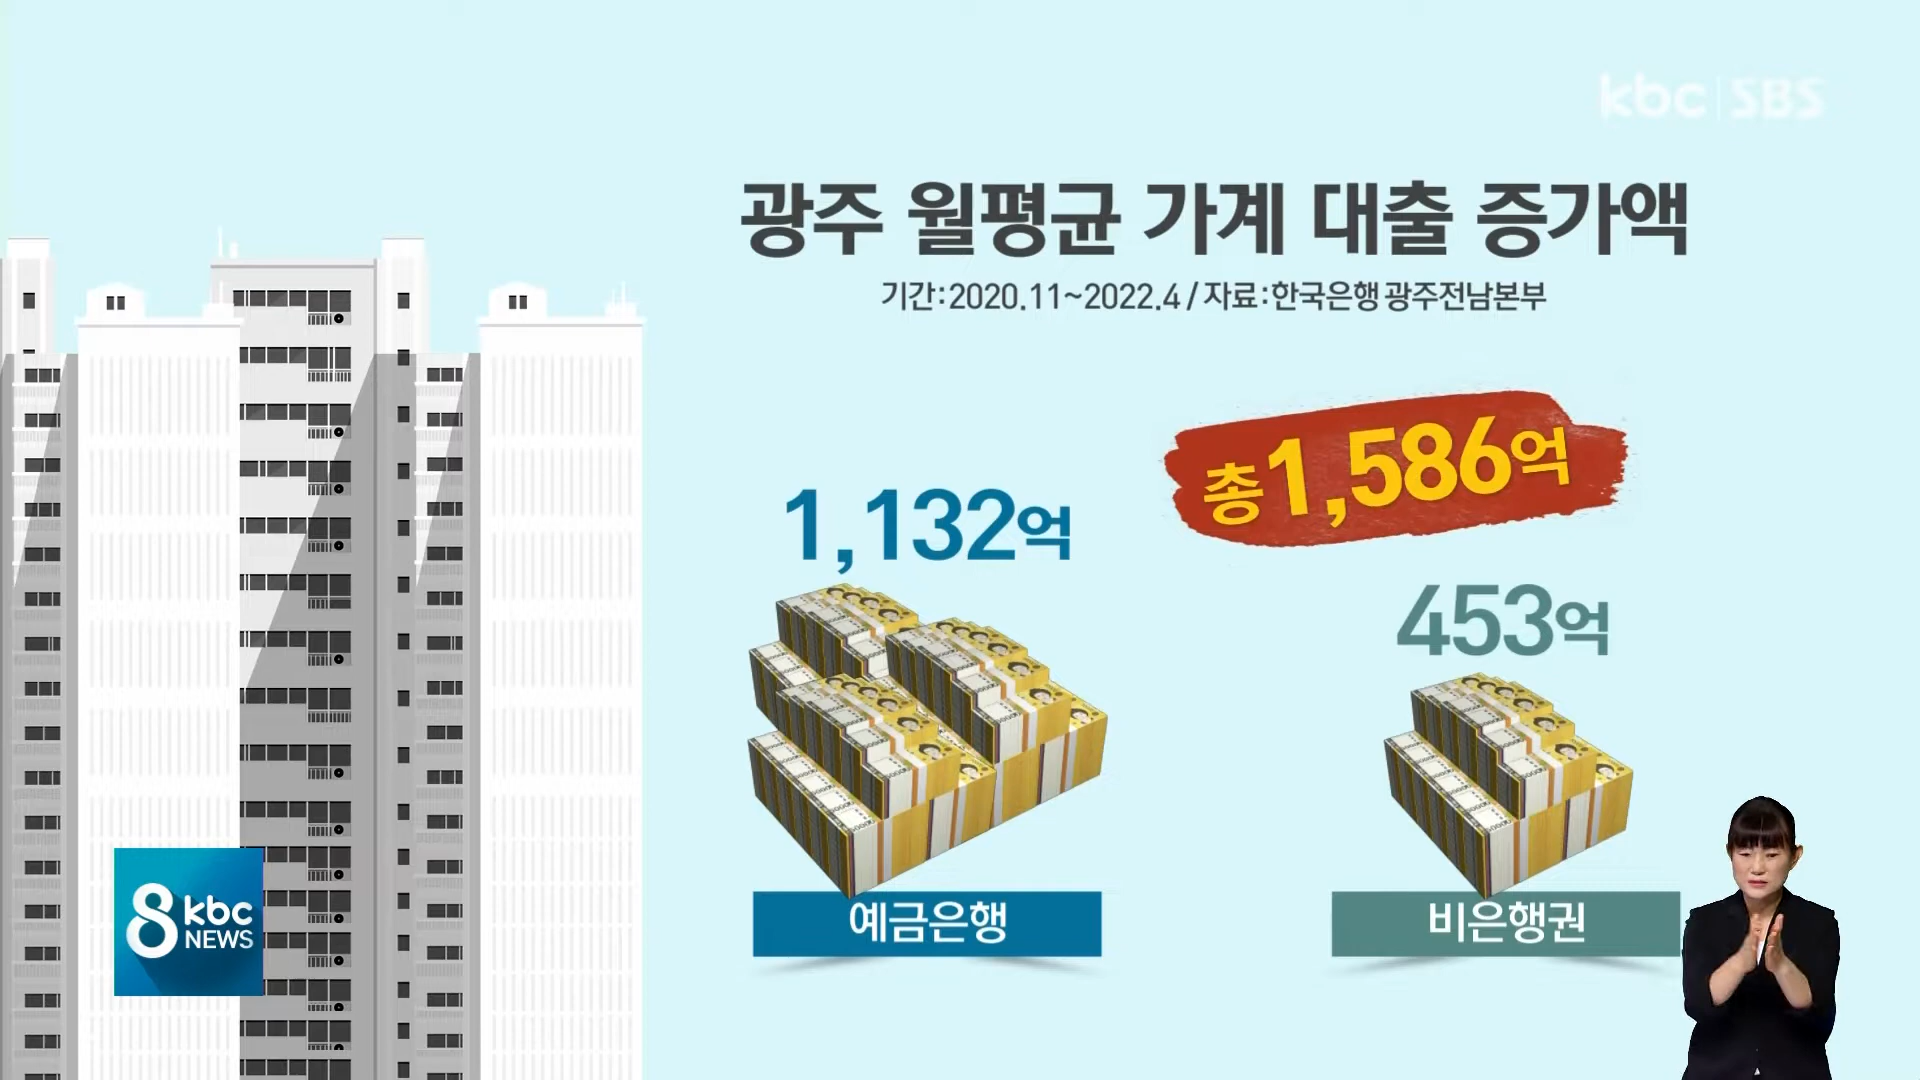 kbc SBS
광주 월평균 가계 대출 증가액
기간:2020.11~2022.4 / 자료:한국은행 광주전남본부
총1,586억
1,132억
453억
예금은행
비은행권
8 kbc NEWS